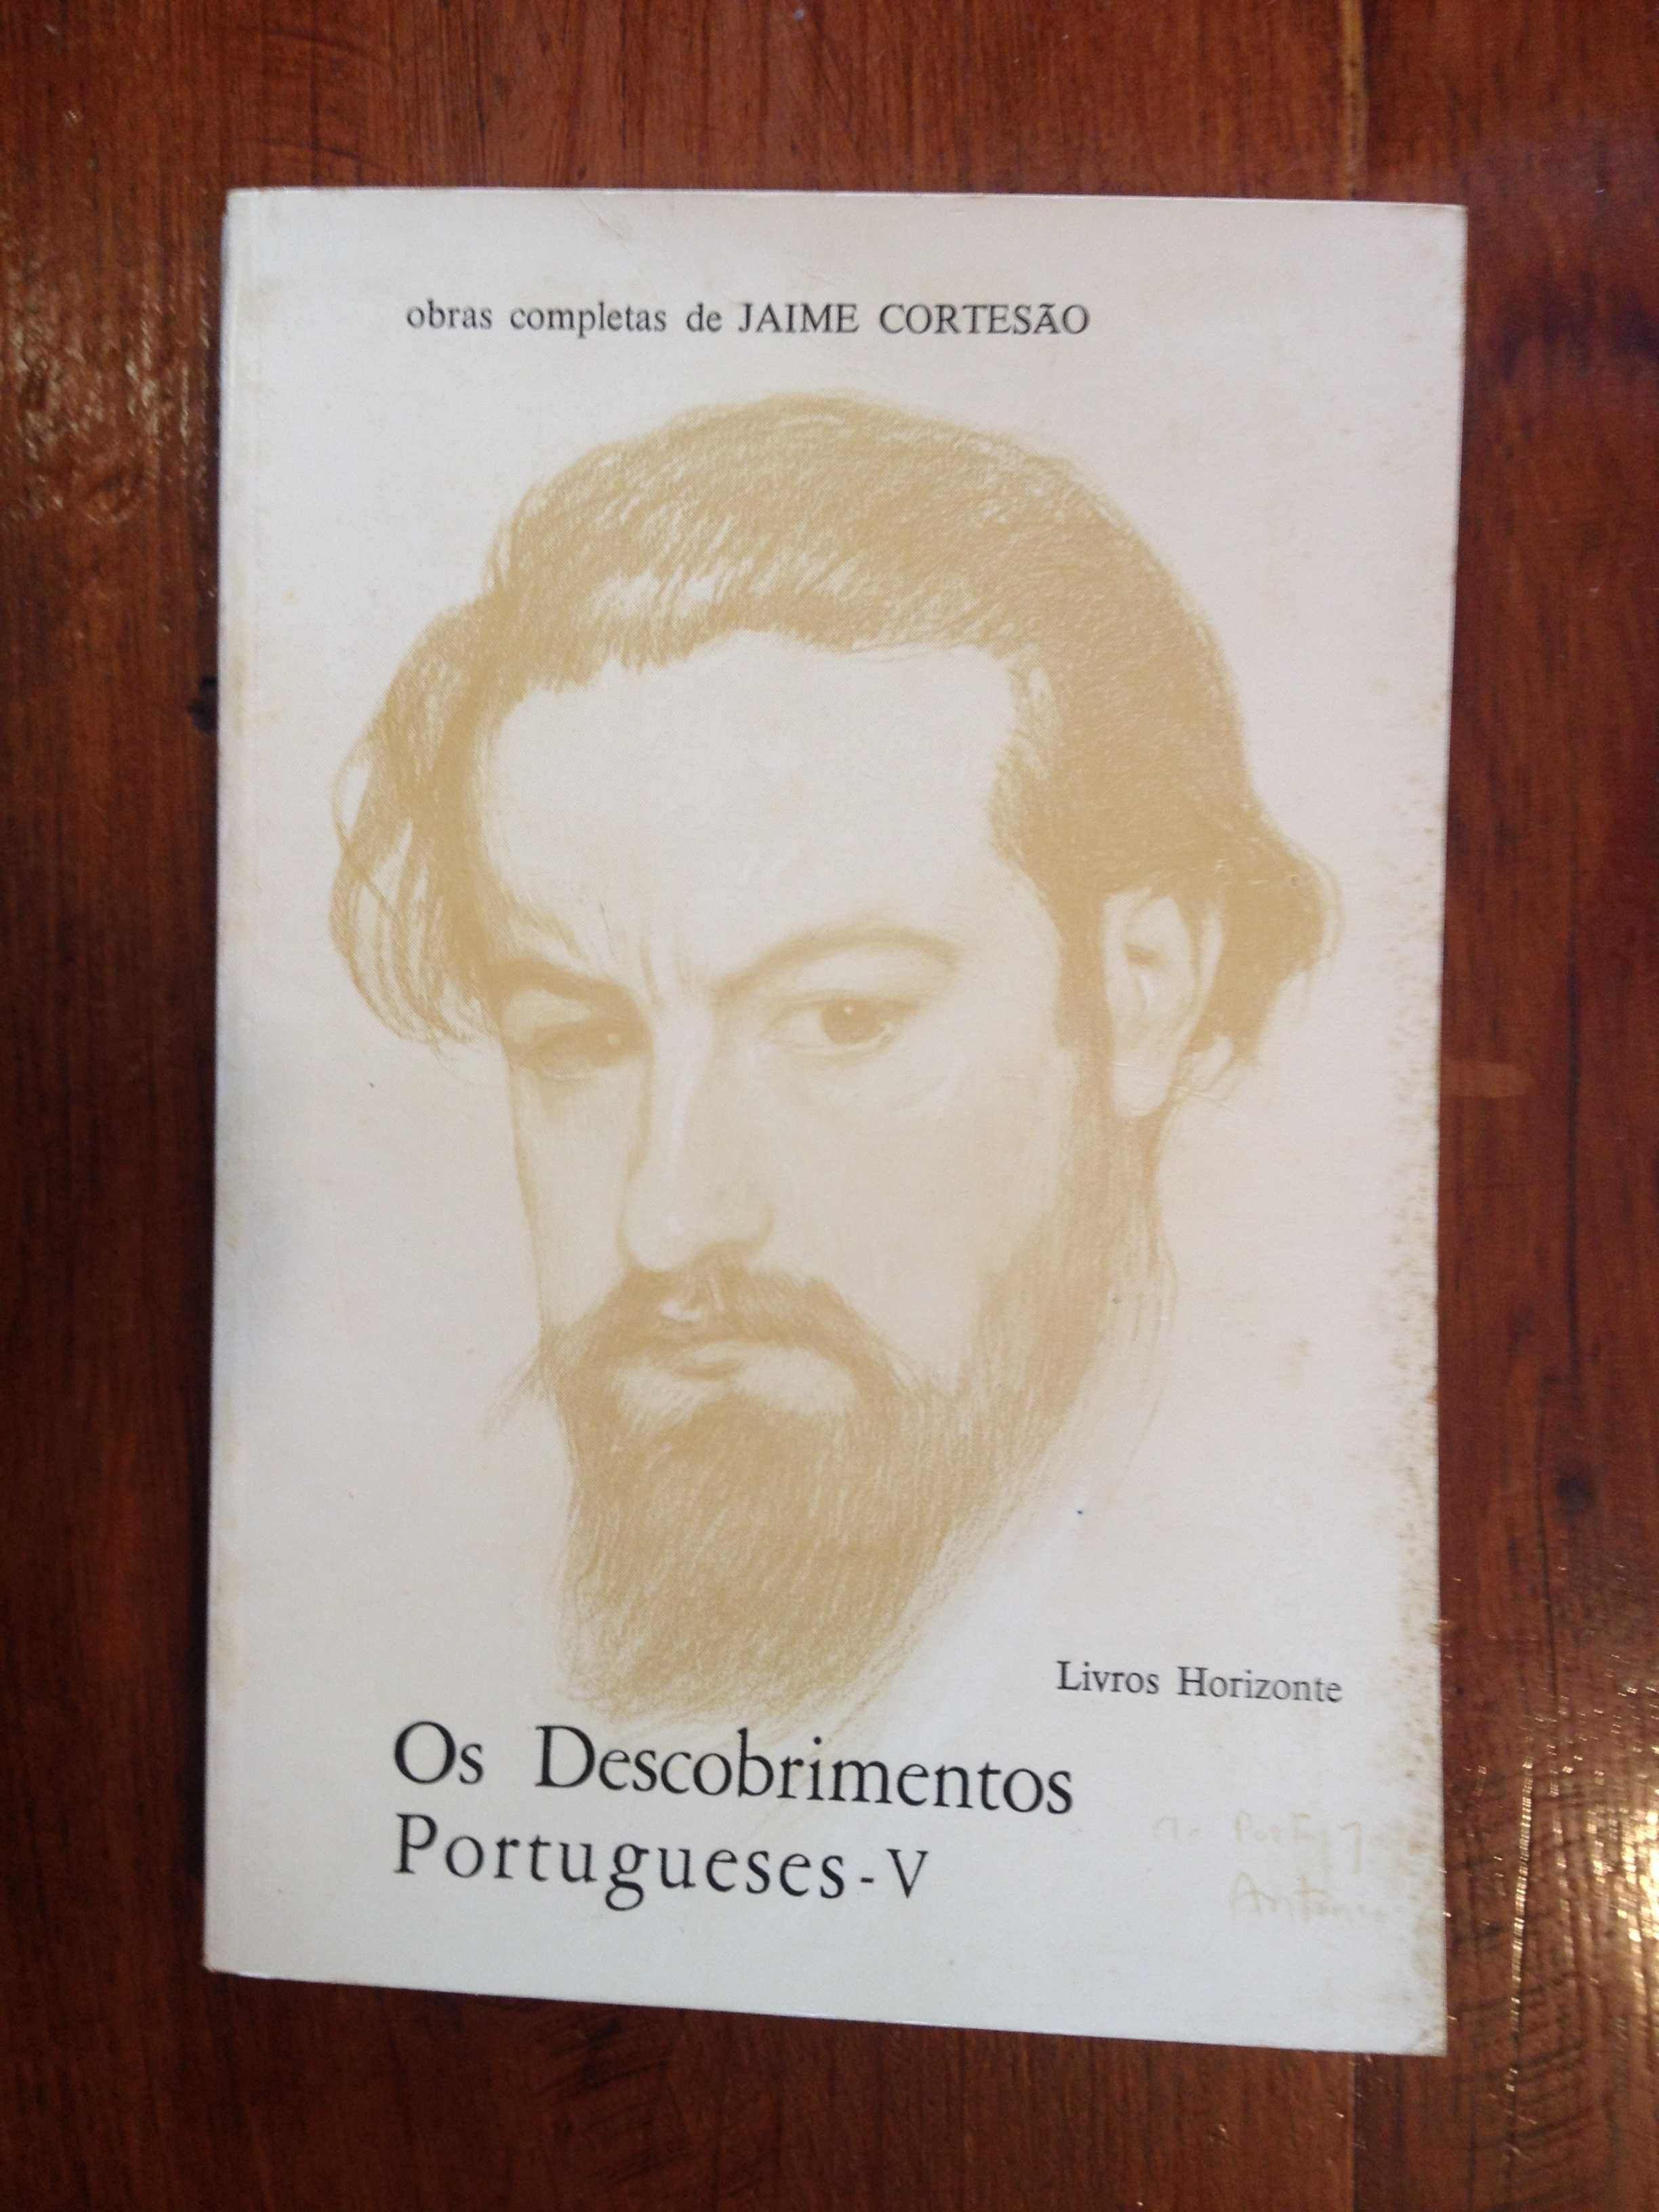 obras completas de JAIME CORTESÃO
Livros Horizonte
Os Descobrimentos
Portugueses - V